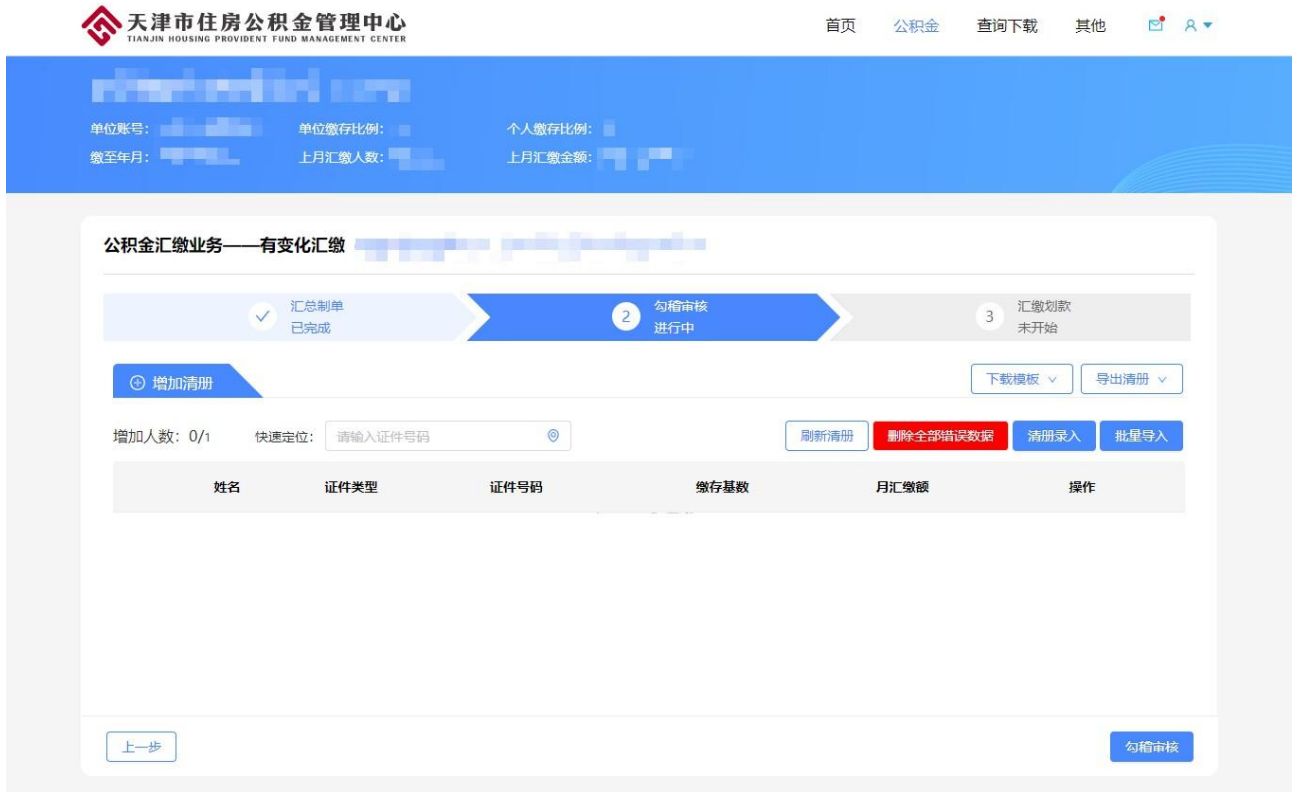 天津市住房公积金管理中心 首页 公积金 查询下载 其他
TIANJIN HOUSING PROVIDENT FUND MANAGEMENT CENTER
单位账号： 单位缴存比例： 个人缴存比例：
缴至年月： 上月汇缴人数： 上月汇缴金额：
公积金汇缴业务——有变化汇缴
汇总制单
已完成
2 勾稽审核
进行中
3 汇缴划款
未开始
增加清册 下载模板 导出清册
增加人数：0/1 快速定位： 请输入证件号码 刷新清册 删除全部错误数据 清册录入 批量导入
姓名 证件类型 证件号码 缴存基数 月汇缴额 操作
上一步 勾稽审核